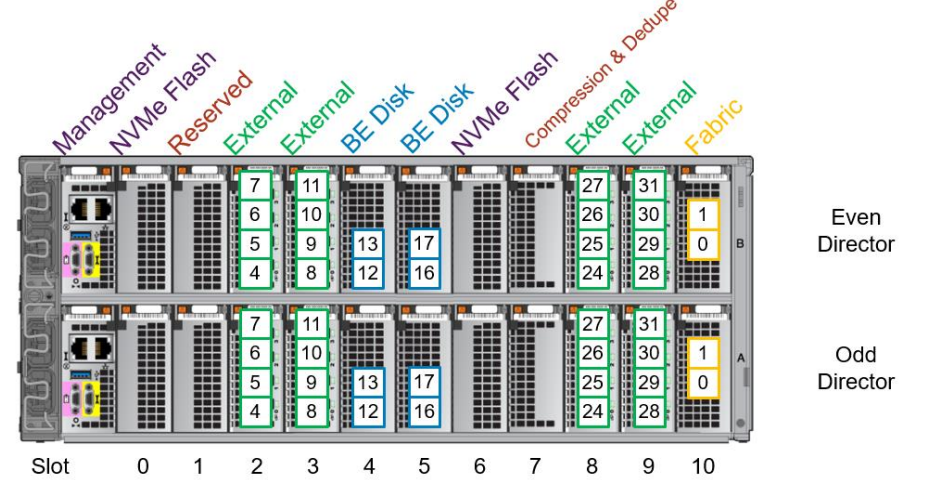 Management
NVMe Flash
Reserved
External
External
BE Disk
BE Disk
NVMe Flash
Compression & Dedupe
External
External
Fabric
7 11 27 31
6 10 26 30 1
5 9 13 17 25 29 0
4 8 12 16 24 28
B
Even
Director
7 11 27 31
6 10 26 30 1
5 9 13 17 25 29 0
4 8 12 16 24 28
A
Odd
Director
Slot 0 1 2 3 4 5 6 7 8 9 10